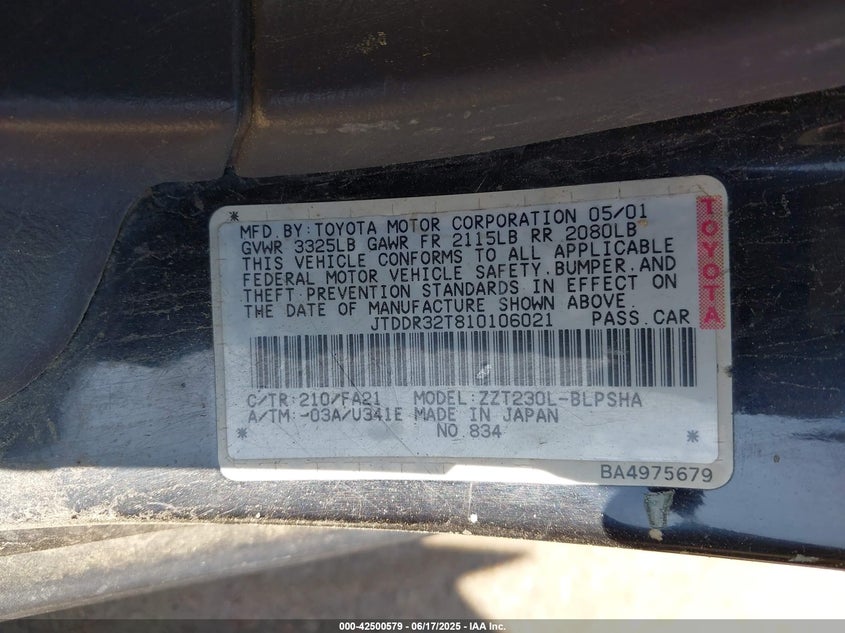 MFD. BY: TOYOTA MOTOR CORPORATION 05/01
GVWR 3325LB GAWR FR 2115LB RR 2080LB
THIS VEHICLE CONFORMS TO ALL APPLICABLE
FEDERAL MOTOR VEHICLE SAFETY, BUMPER, AND
THEFT PREVENTION STANDARDS IN EFFECT ON
THE DATE OF MANUFACTURE SHOWN ABOVE.
JTDDR32T810106021 PASS. CAR
TOYOTA
C/TR: 210/FA21 MODEL: ZZT230L-BLPSHA
A/TM: -03A/U341E MADE IN JAPAN
NO. 834
BA4975679
000-42500579 - 06/17/2025 - IAA Inc.